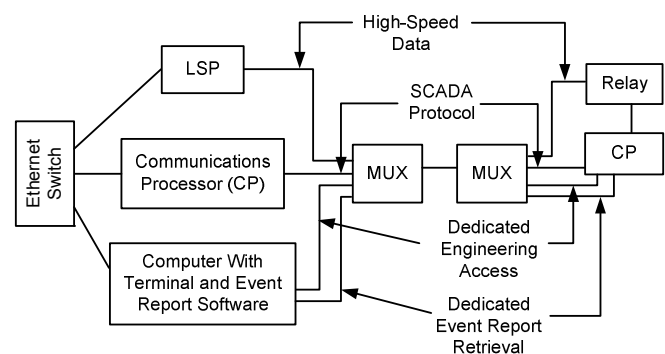 High-Speed
Data
LSP
Relay
SCADA
Protocol
Ethernet
Switch
Communications
Processor (CP)
MUX
MUX
CP
Dedicated
Engineering
Access
Computer With
Terminal and Event
Report Software
Dedicated
Event Report
Retrieval